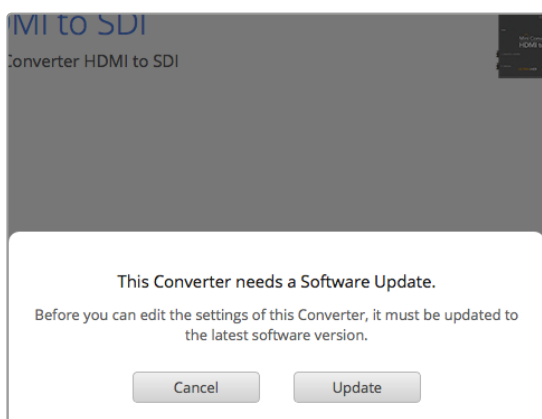 MI to SDI
Converter HDMI to SDI
This Converter needs a Software Update.
Before you can edit the settings of this Converter, it must be updated to
the latest software version.
Cancel
Update